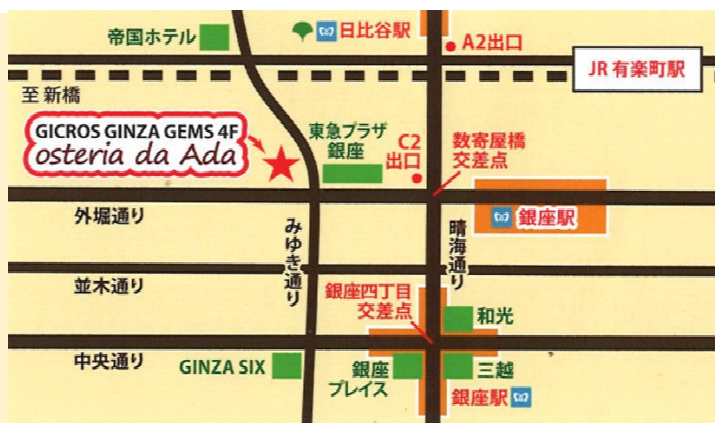 帝国ホテル
日比谷駅
A2出口
JR 有楽町駅
至 新橋
GICROS GINZA GEMS 4F
osteria da Ada
東急プラザ
銀座
C2
出口
数寄屋橋
交差点
外堀通り
銀座駅
みゆき通り
晴海通り
並木通り
銀座四丁目
交差点
和光
中央通り
GINZA SIX
銀座
プレイス
三越
銀座駅